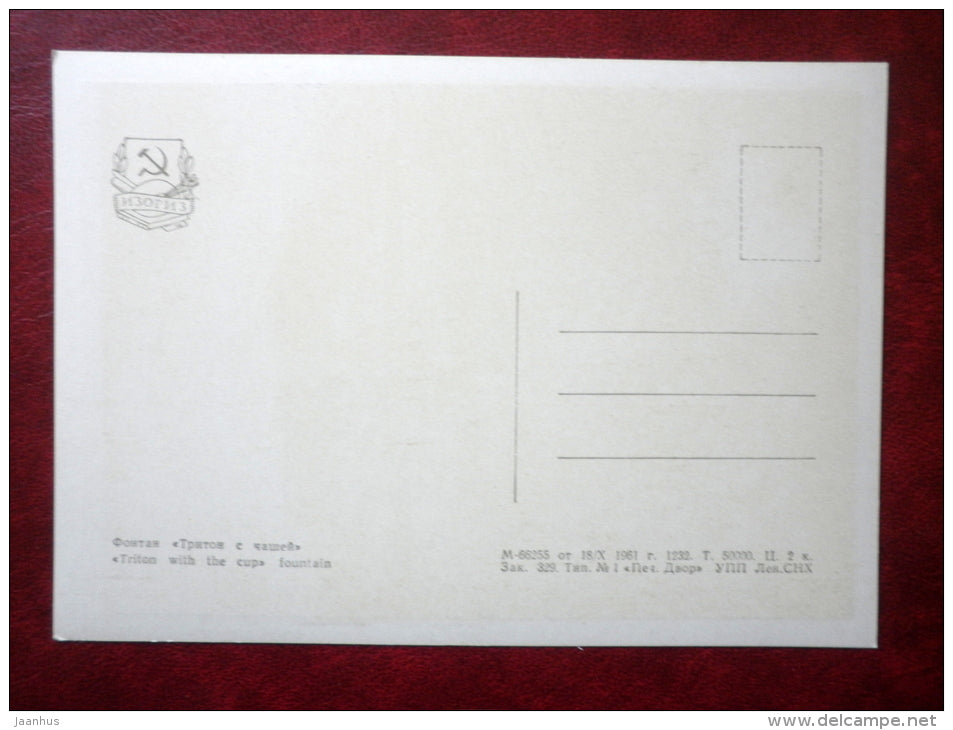 ИЗОГИЗ
Фонтан «Тритон с чашей»
«Triton with the cup» fountain
М-66255 от 18/X 1961 г. 1232. Т. 50000. Ц. 2 к.
Зак. 329. Тип. № 1 «Печ. Двор» УПП Лен.СНХ
jaanhus
www.delcampe.net